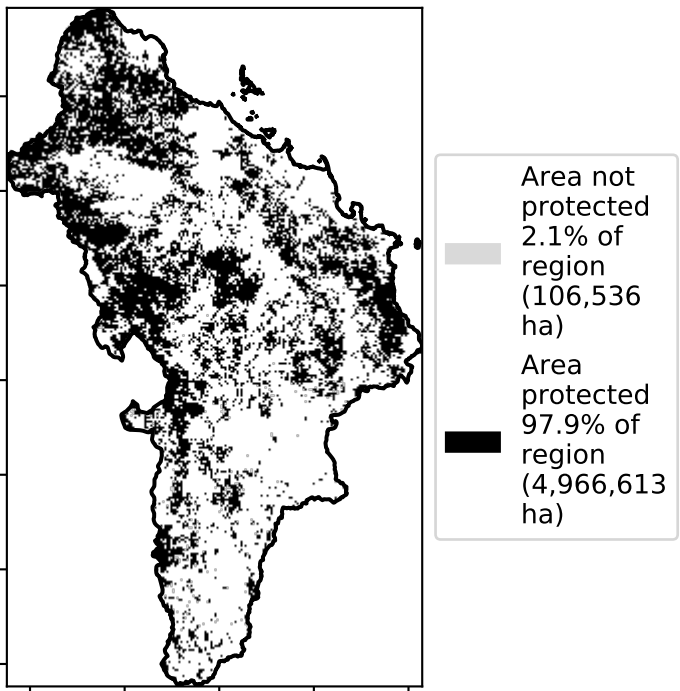 Area not
protected
2.1% of
region
(106,536
ha)
Area
protected
97.9% of
region
(4,966,613
ha)